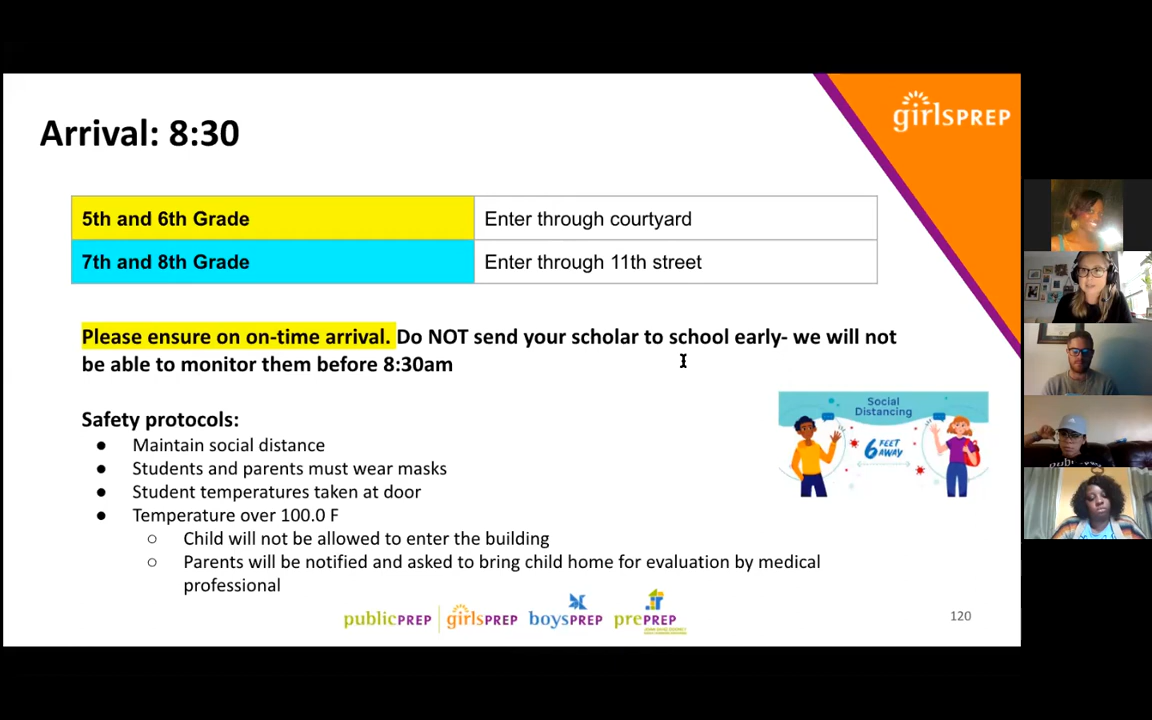 girlsPREP
Arrival: 8:30
5th and 6th Grade Enter through courtyard
7th and 8th Grade Enter through 11th street
Please ensure on on-time arrival. Do NOT send your scholar to school early- we will not
be able to monitor them before 8:30am
Safety protocols:
● Maintain social distance
● Students and parents must wear masks
● Student temperatures taken at door
● Temperature over 100.0 F
○ Child will not be allowed to enter the building
○ Parents will be notified and asked to bring child home for evaluation by medical
professional
Social
Distancing
6 FEET
AWAY
publicPREP girlsPREP boysPREP prePREP
120